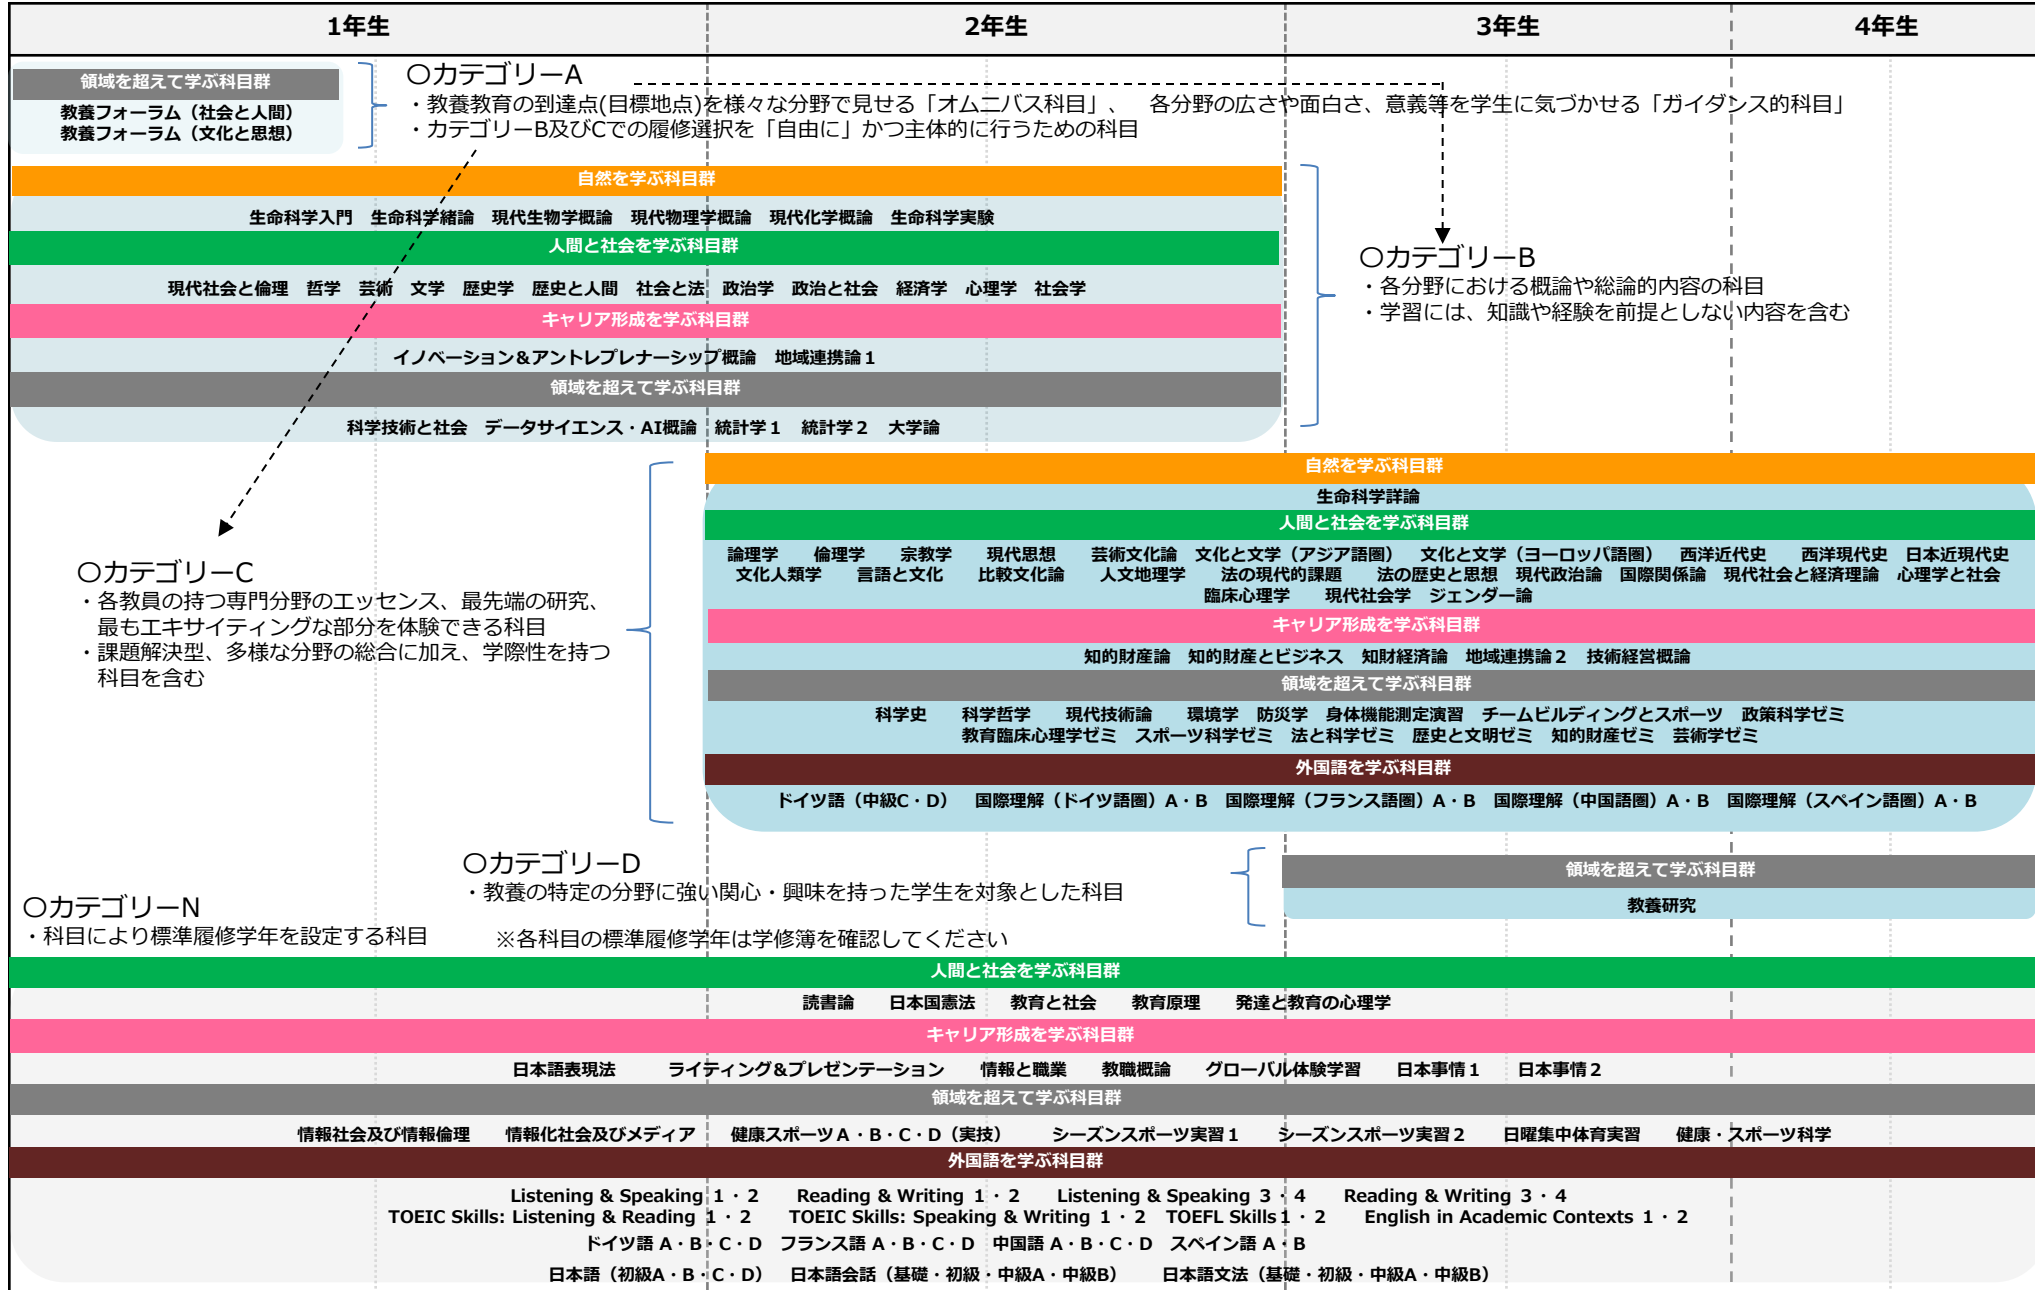 1年生 2年生 3年生 4年生
領域を超えて学ぶ科目群
教養フォーラム（社会と人間）
教養フォーラム（文化と思想）
〇カテゴリーA
・教養教育の到達点(目標地点)を様々な分野で見せる「オムニバス科目」、 各分野の広さや面白さ、意義等を学生に気づかせる「ガイダンス的科目」
・カテゴリーB及びCでの履修選択を「自由に」かつ主体的に行うための科目
自然を学ぶ科目群
生命科学入門 生命科学緒論 現代生物学概論 現代物理学概論 現代化学概論 生命科学実験
人間と社会を学ぶ科目群
現代社会と倫理 哲学 芸術 文学 歴史学 歴史と人間 社会と法 政治学 政治と社会 経済学 心理学 社会学
キャリア形成を学ぶ科目群
イノベーション&アントレプレナーシップ概論 地域連携論1
領域を超えて学ぶ科目群
科学技術と社会 データサイエンス・AI概論 統計学1 統計学2 大学論
〇カテゴリーB
・各分野における概論や総論的内容の科目
・学習には、知識や経験を前提としない内容を含む
〇カテゴリーC
・各教員の持つ専門分野のエッセンス、最先端の研究、
最もエキサイティングな部分を体験できる科目
・課題解決型、多様な分野の総合に加え、学際性を持つ
科目を含む
自然を学ぶ科目群
生命科学詳論
人間と社会を学ぶ科目群
論理学 倫理学 宗教学 現代思想 芸術文化論 文化と文学（アジア語圏） 文化と文学（ヨーロッパ語圏） 西洋近代史 西洋現代史 日本近現代史
文化人類学 言語と文化 比較文化論 人文地理学 法の現代的課題 法の歴史と思想 現代政治論 国際関係論 現代社会と経済理論 心理学と社会
臨床心理学 現代社会学 ジェンダー論
キャリア形成を学ぶ科目群
知的財産論 知的財産とビジネス 知財経済論 地域連携論2 技術経営概論
領域を超えて学ぶ科目群
科学史 科学哲学 現代技術論 環境学 防災学 身体機能測定演習 チームビルディングとスポーツ 政策科学ゼミ
教育臨床心理学ゼミ スポーツ科学ゼミ 法と科学ゼミ 歴史と文明ゼミ 知的財産ゼミ 芸術学ゼミ
外国語を学ぶ科目群
ドイツ語（中級C・D） 国際理解（ドイツ語圏）A・B 国際理解（フランス語圏）A・B 国際理解（中国語圏）A・B 国際理解（スペイン語圏）A・B
〇カテゴリーD
・教養の特定の分野に強い関心・興味を持った学生を対象とした科目
領域を超えて学ぶ科目群
教養研究
〇カテゴリーN
・科目により標準履修学年を設定する科目 ※各科目の標準履修学年は学修簿を確認してください
人間と社会を学ぶ科目群
読書論 日本国憲法 教育と社会 教育原理 発達と教育の心理学
キャリア形成を学ぶ科目群
日本語表現法 ライティング&プレゼンテーション 情報と職業 教職概論 グローバル体験学習 日本事情1 日本事情2
領域を超えて学ぶ科目群
情報社会及び情報倫理 情報化社会及びメディア 健康スポーツA・B・C・D（実技） シーズンスポーツ実習1 シーズンスポーツ実習2 日曜集中体育実習 健康・スポーツ科学
外国語を学ぶ科目群
Listening & Speaking 1・2 Reading & Writing 1・2 Listening & Speaking 3・4 Reading & Writing 3・4
TOEIC Skills: Listening & Reading 1・2 TOEIC Skills: Speaking & Writing 1・2 TOEFL Skills1・2 English in Academic Contexts 1・2
ドイツ語 A・B・C・D フランス語 A・B・C・D 中国語 A・B・C・D スペイン語 A・B
日本語（初級A・B・C・D） 日本語会話（基礎・初級・中級A・中級B） 日本語文法（基礎・初級・中級A・中級B）